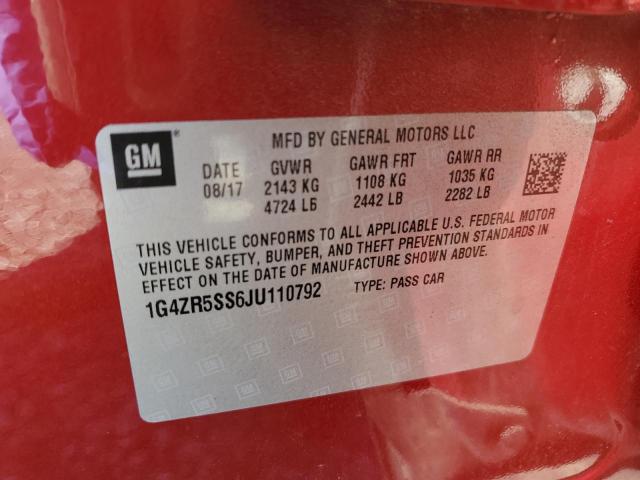 GM® MFD BY GENERAL MOTORS LLC
DATE GVWR GAWR FRT GAWR RR
08/17 2143 KG 1108 KG 1035 KG
4724 LB 2442 LB 2282 LB
THIS VEHICLE CONFORMS TO ALL APPLICABLE U.S. FEDERAL MOTOR
VEHICLE SAFETY, BUMPER, AND THEFT PREVENTION STANDARDS IN
EFFECT ON THE DATE OF MANUFACTURE SHOWN ABOVE.
1G4ZR5SS6JU110792 TYPE: PASS CAR